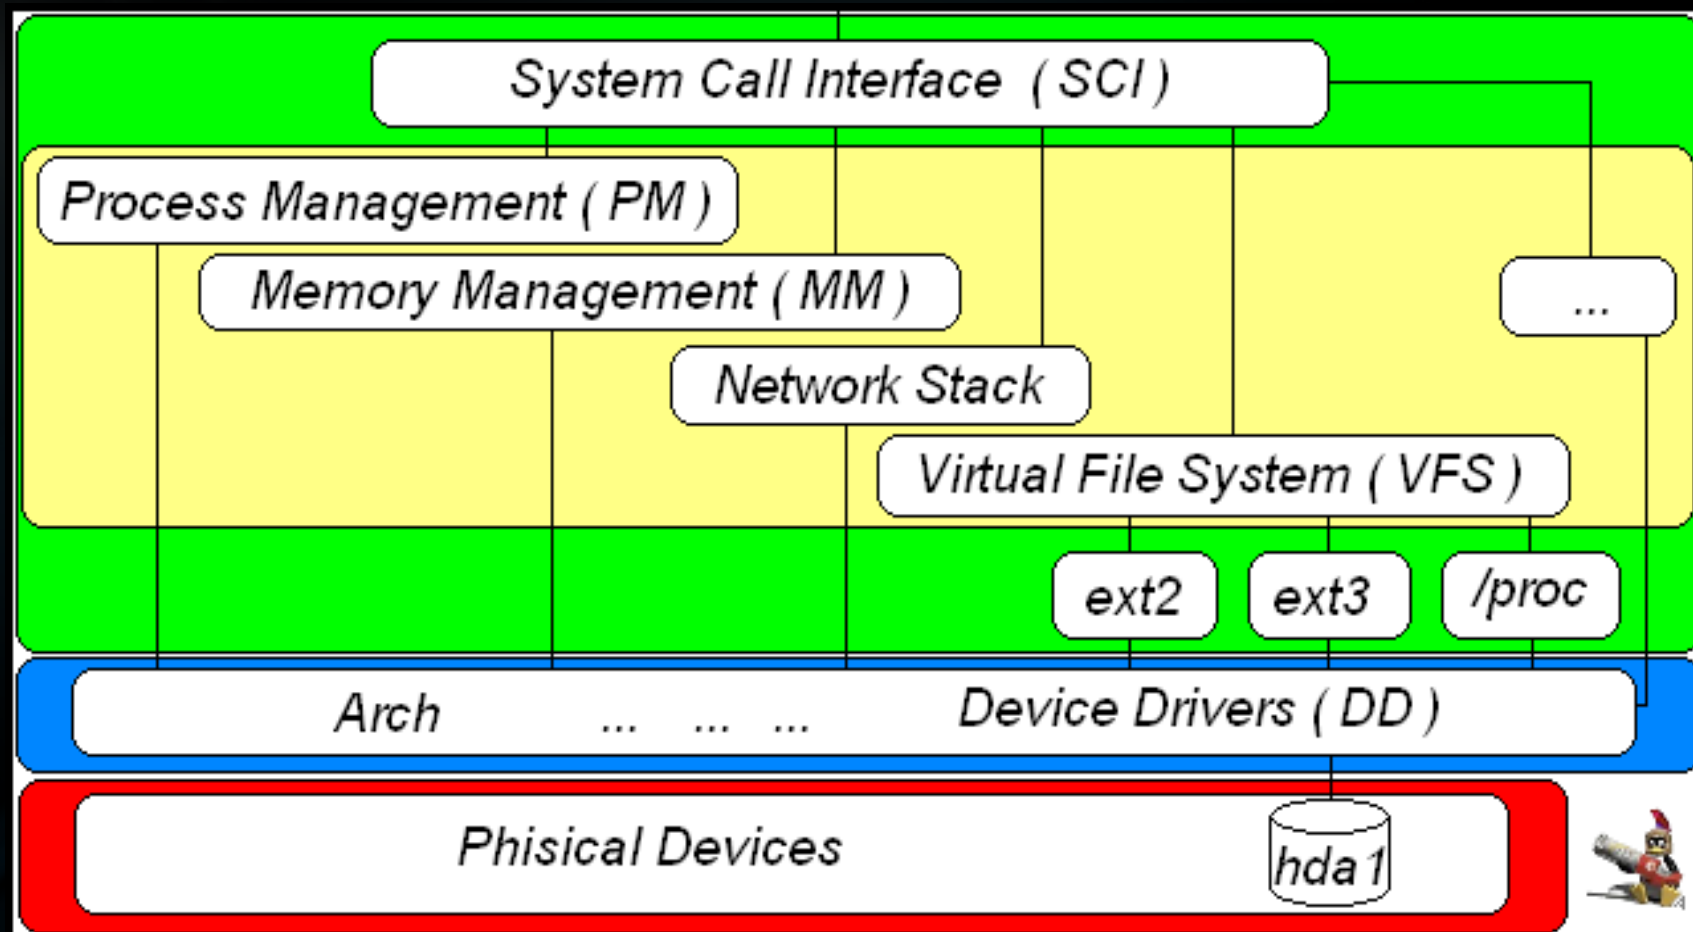 System Call Interface ( SCI )
Process Management ( PM )
Memory Management ( MM )
...
Network Stack
Virtual File System ( VFS )
ext2
ext3
/proc
Arch ... ... ... Device Drivers ( DD )
Phisical Devices
hda1